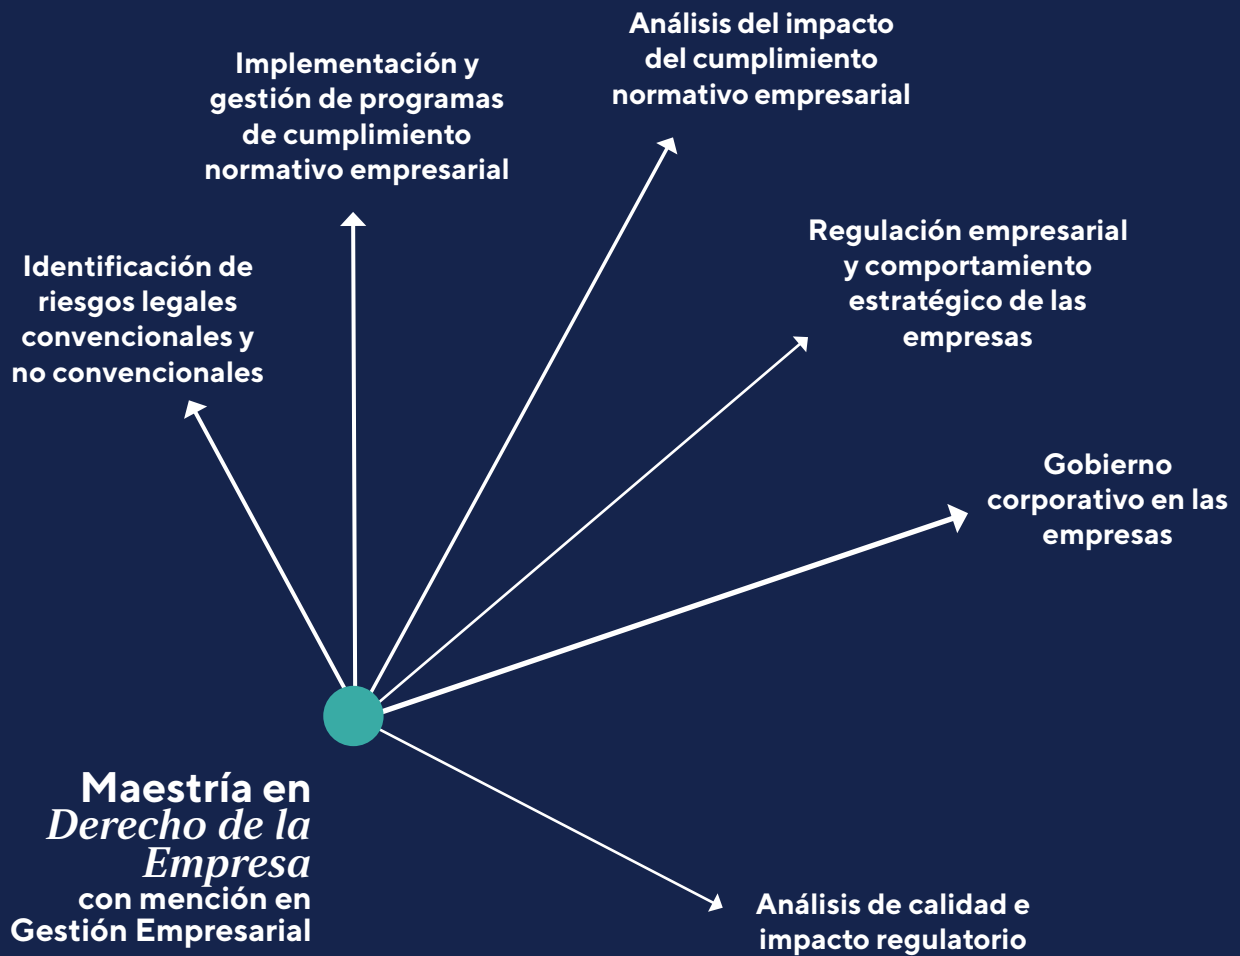 Análisis del impacto
del cumplimiento
normativo empresarial
Implementación y
gestión de programas
de cumplimiento
normativo empresarial
Regulación empresarial
y comportamiento
estratégico de las
empresas
Identificación de
riesgos legales
convencionales y
no convencionales
Gobierno
corporativo en las
empresas
Maestría en
Derecho de la
Empresa
con mención en
Gestión Empresarial
Análisis de calidad e
impacto regulatorio